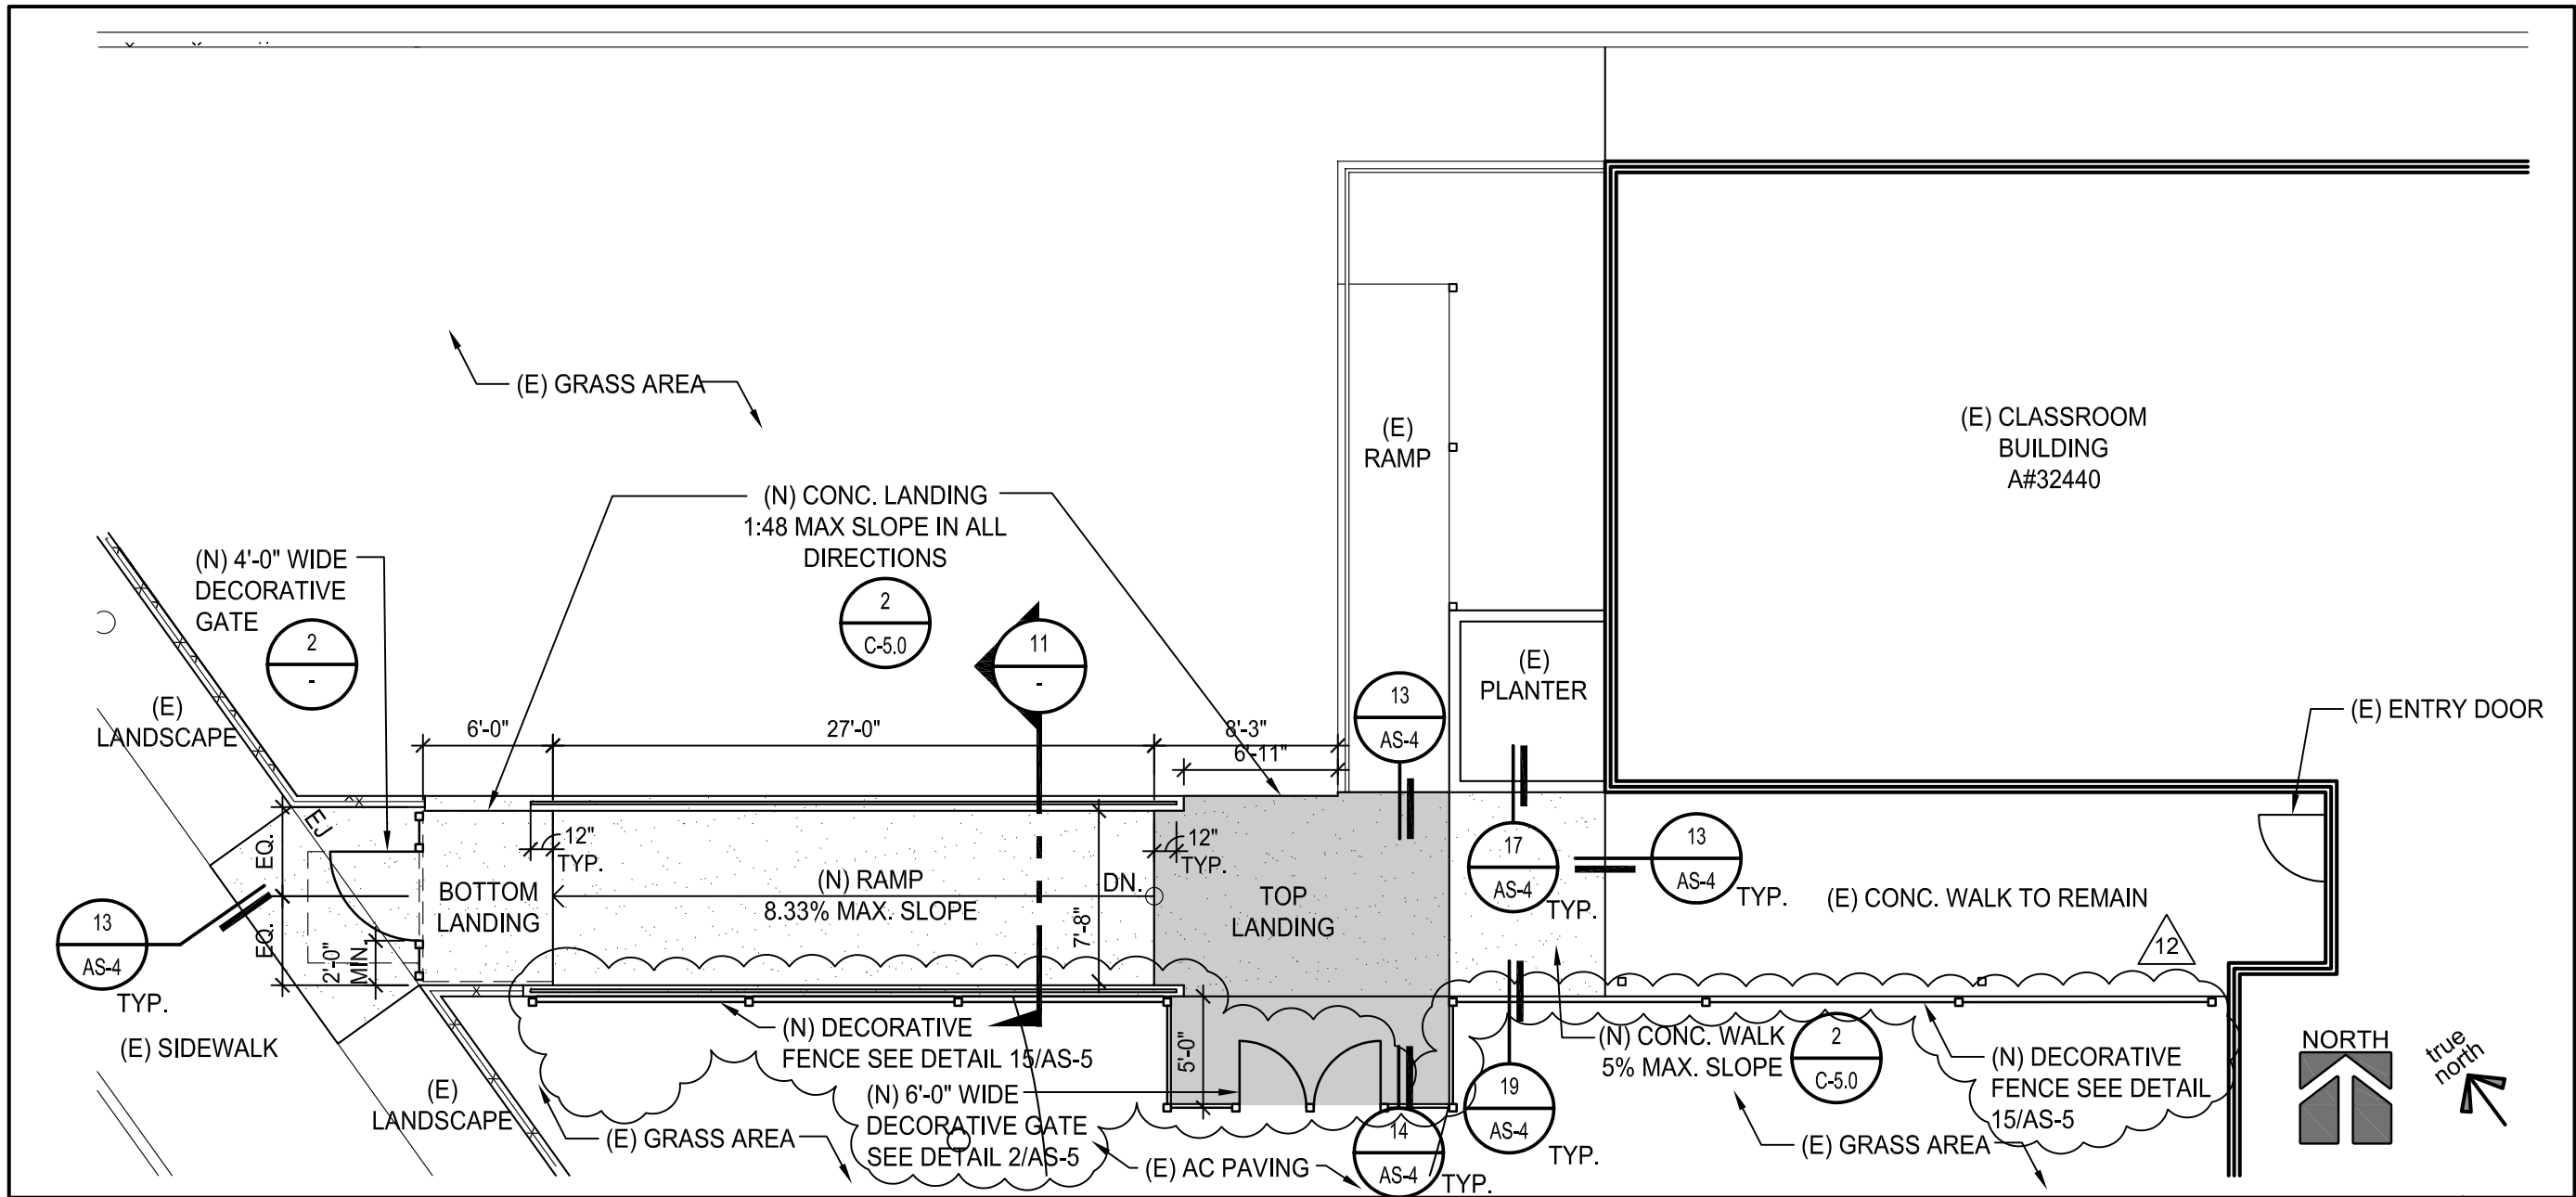 (E) GRASS AREA
(E)
RAMP
(E) CLASSROOM
BUILDING
A#32440
(N) CONC. LANDING
1:48 MAX SLOPE IN ALL
DIRECTIONS
2
C-5.0
(N) 4'-0" WIDE
DECORATIVE
GATE
2
-
11
-
(E)
LANDSCAPE
(E)
PLANTER
13
AS-4
(E) ENTRY DOOR
6'-0"
27'-0"
8'-3"
6'-11"
EJ
EQ.
EQ.
2'-0"
MIN.
12"
TYP.
12"
TYP.
BOTTOM
LANDING
(N) RAMP
8.33% MAX. SLOPE
DN.
7'-8"
TOP
LANDING
17
AS-4
TYP.
13
AS-4
TYP.
(E) CONC. WALK TO REMAIN
12
13
AS-4
TYP.
(E) SIDEWALK
(E)
LANDSCAPE
(N) DECORATIVE
FENCE SEE DETAIL 15/AS-5
5'-0"
(N) 6'-0" WIDE
DECORATIVE GATE
SEE DETAIL 2/AS-5
(E) GRASS AREA
(E) AC PAVING
14
AS-4
TYP.
19
AS-4
TYP.
(N) CONC. WALK
5% MAX. SLOPE
2
C-5.0
(N) DECORATIVE
FENCE SEE DETAIL
15/AS-5
(E) GRASS AREA
NORTH
true
north